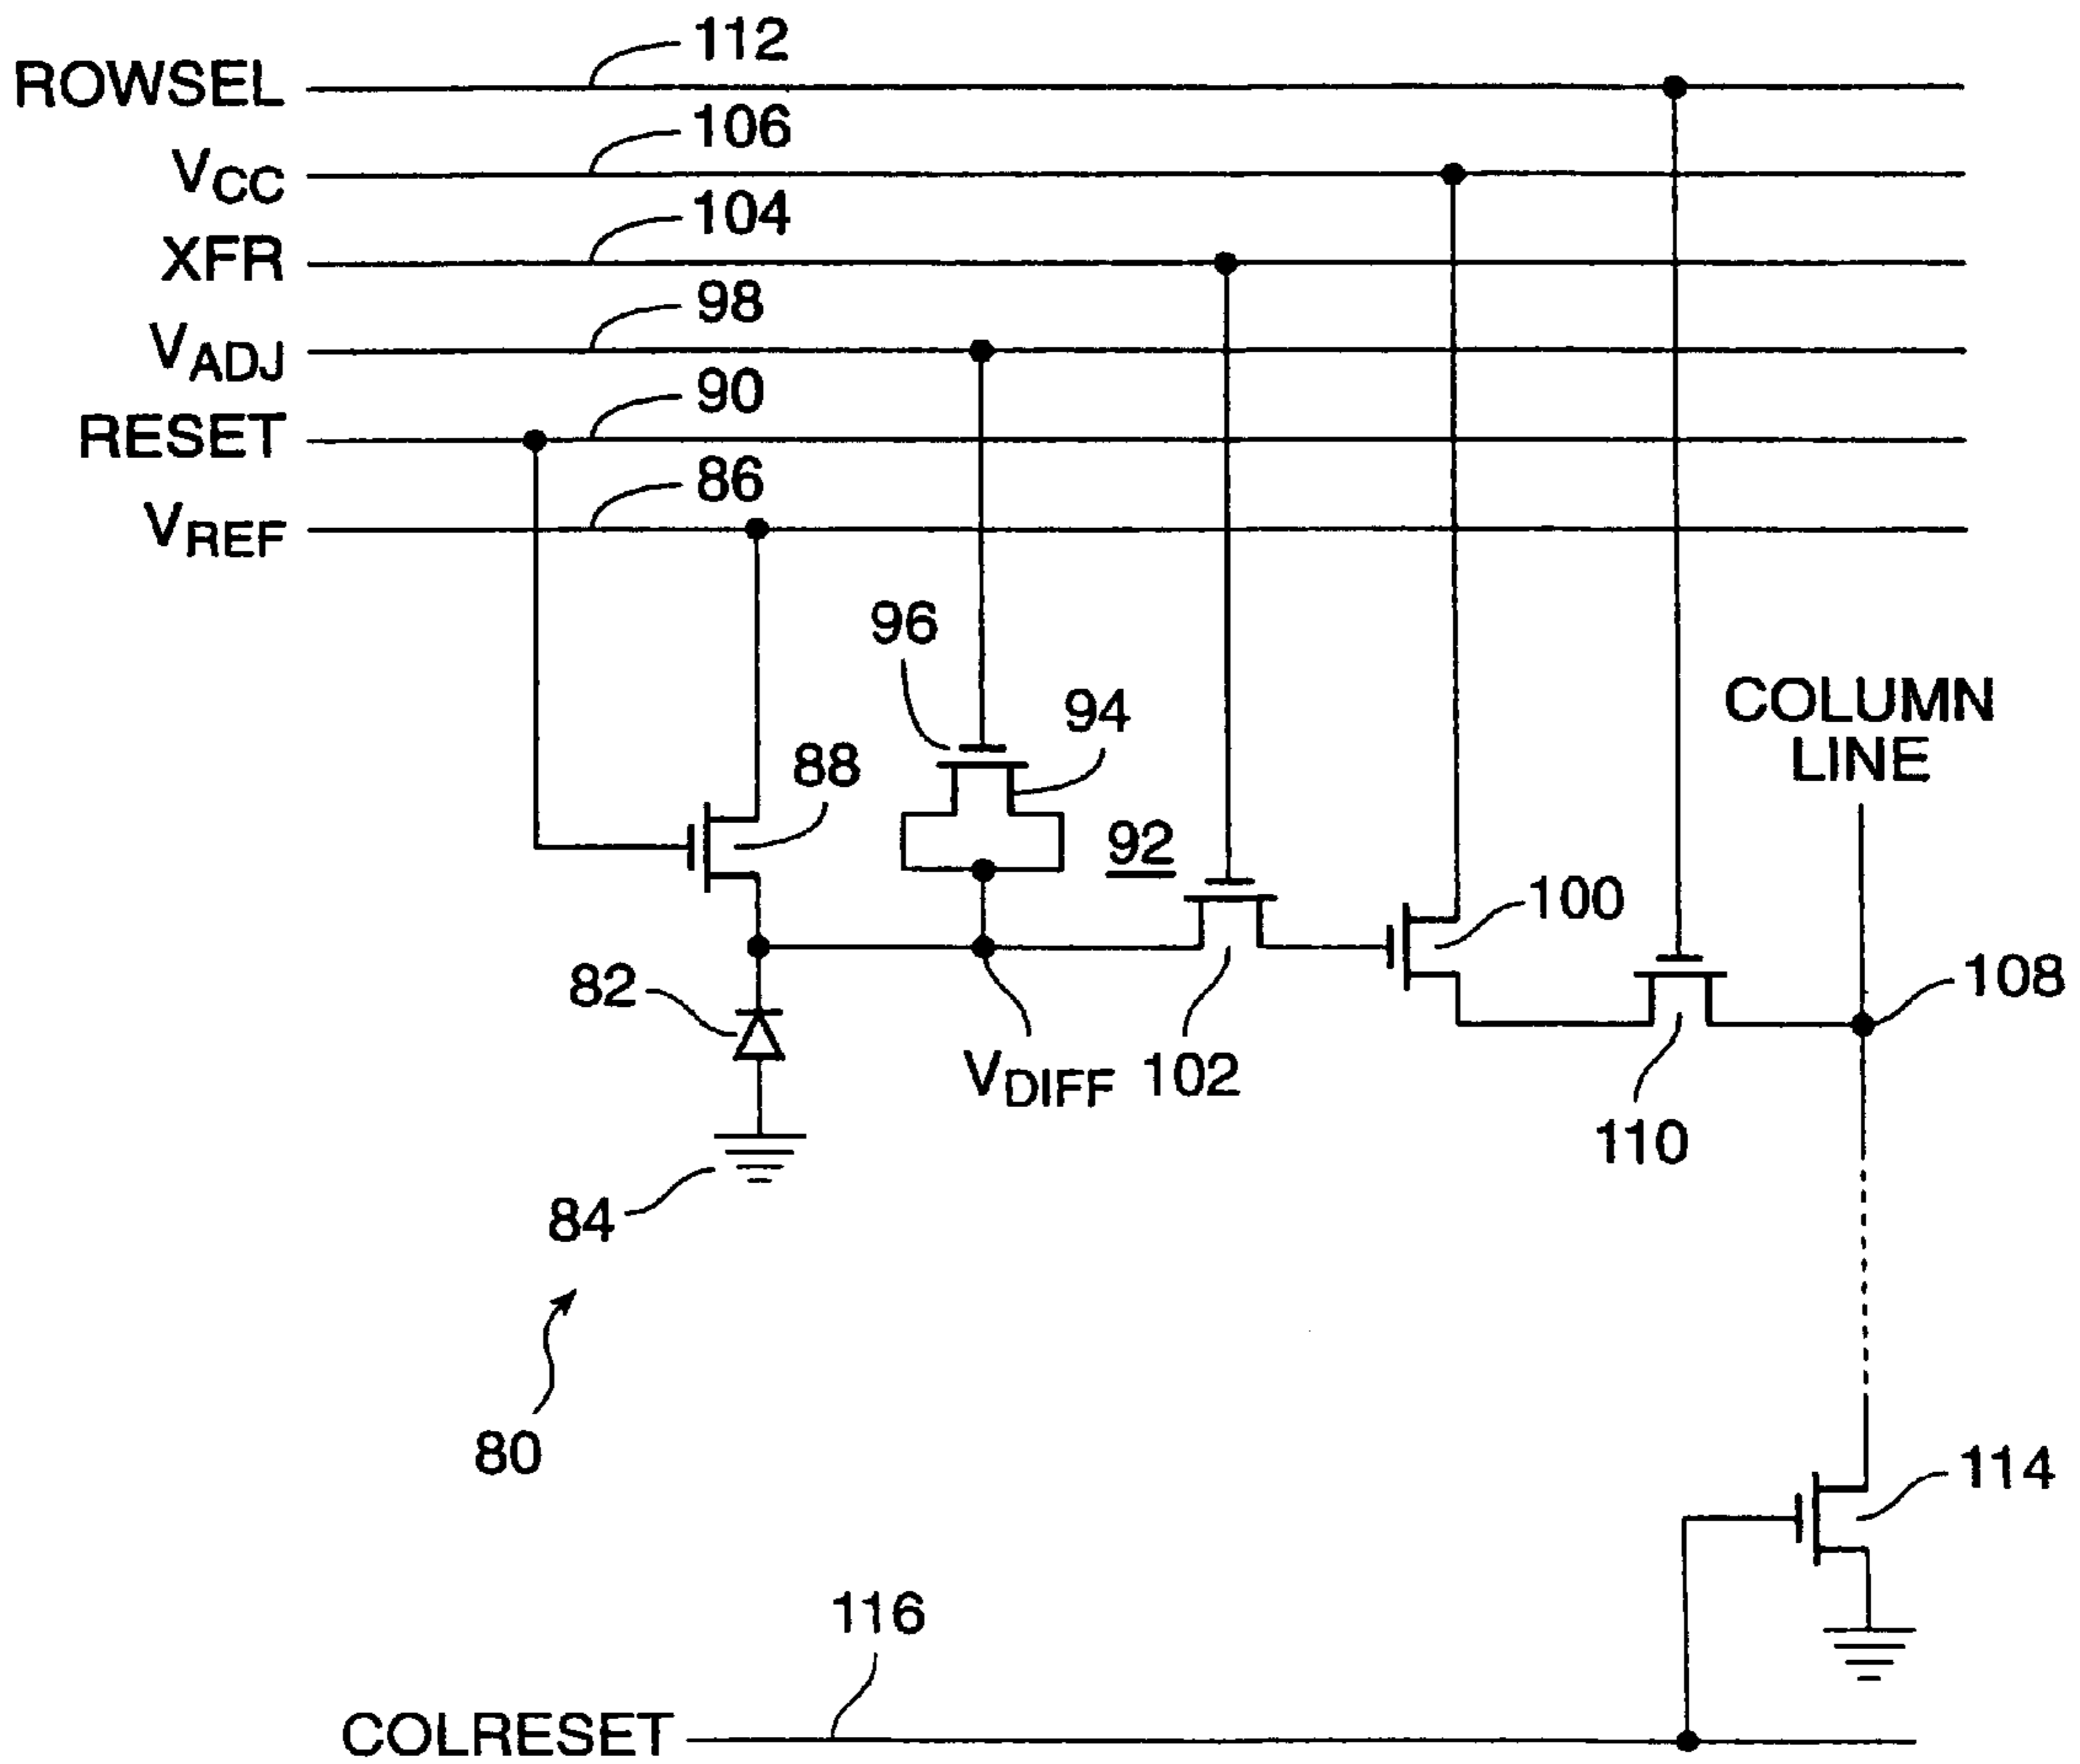 112
ROWSEL
106
VCC
104
XFR
98
VADJ
90
RESET
86
VREF
96
94
COLUMN
LINE
88
92
100
82
108
VDIFF
102
110
84
80
114
116
COLRESET